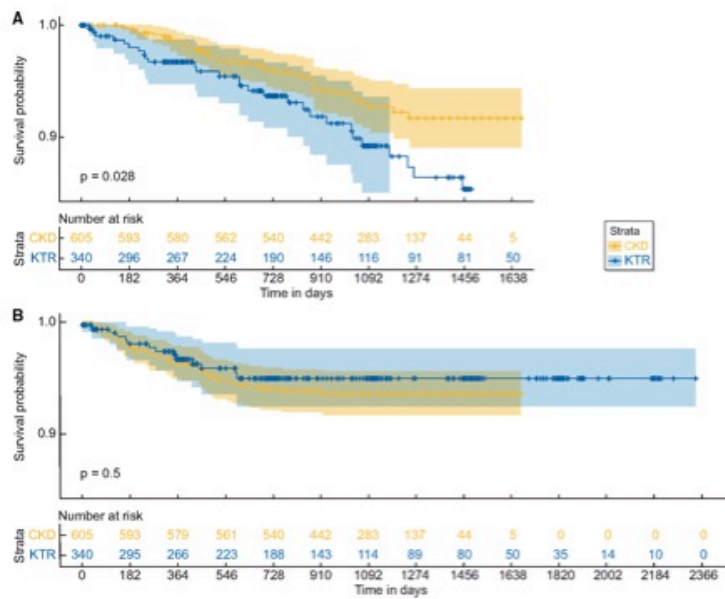 A
1.0
Survival probability
0.9
p = 0.028
Number at risk
Strata
CKD 605 593 580 562 540 442 283 137 44 5
KTR 340 296 267 224 190 146 116 91 81 50
0 182 364 546 728 910 1092 1274 1456 1638
Time in days
Strata
CKD
KTR
B
1.0
Survival probability
0.9
p = 0.5
Number at risk
Strata
CKD 605 593 579 561 540 442 283 137 44 5 0 0 0 0
KTR 340 295 266 223 188 143 114 89 80 50 35 14 10 0
0 182 364 546 728 910 1092 1274 1456 1638 1820 2002 2184 2366
Time in days